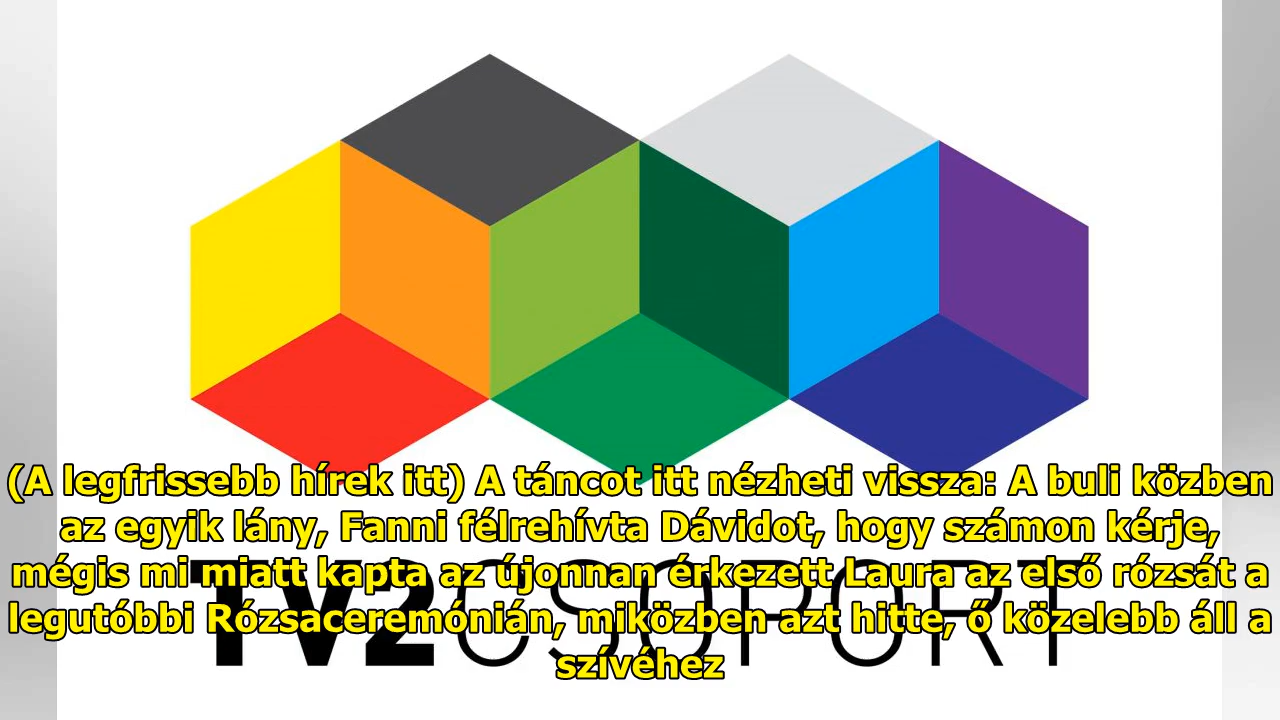 (A legfrissebb hírek itt) A táncot itt nézheti vissza: A buli közben
az egyik lány, Fanni félrehívta Dávidot, hogy számon kérje,
mégis mi miatt kapta az újonnan érkezett Laura az első rózsát a
legutóbbi Rózsaceremónián, miközben azt hitte, ő közelebb áll a
szívéhez
TV2CSOPORT